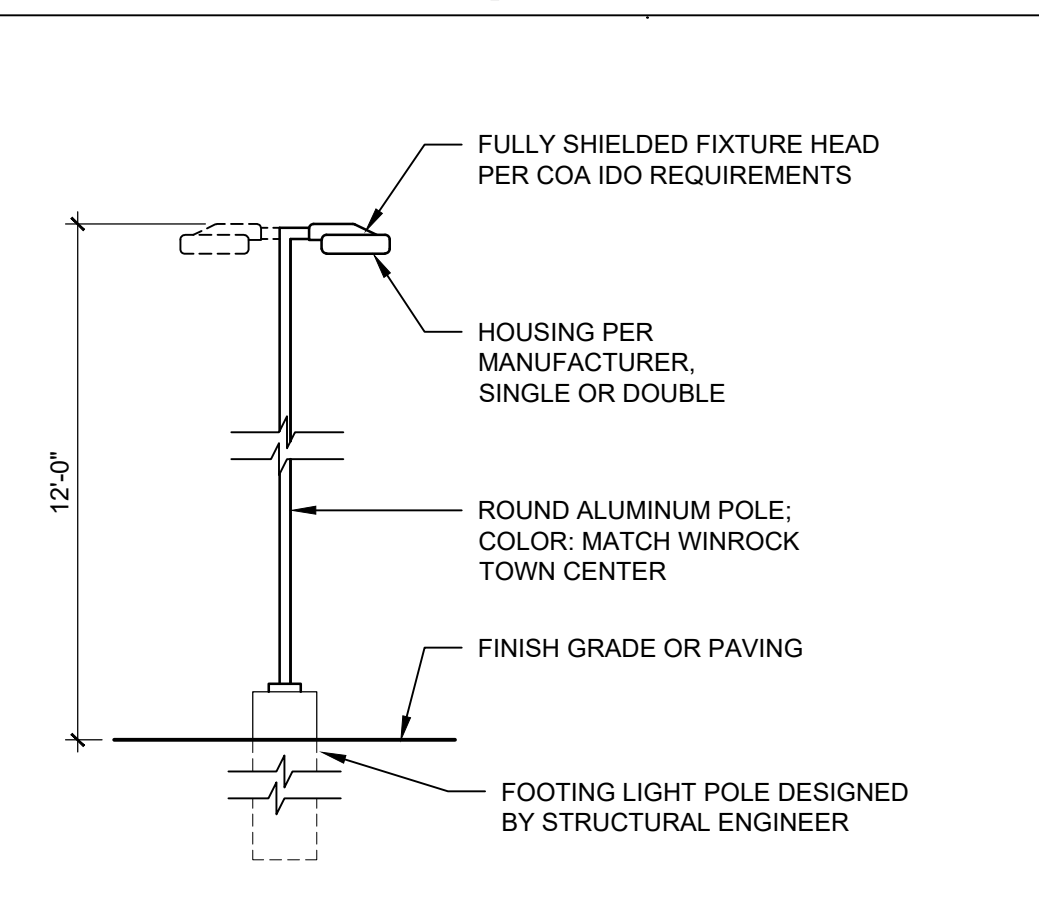 FULLY SHIELDED FIXTURE HEAD
PER COA IDO REQUIREMENTS
HOUSING PER
MANUFACTURER,
SINGLE OR DOUBLE
12'-0"
ROUND ALUMINUM POLE;
COLOR: MATCH WINROCK
TOWN CENTER
FINISH GRADE OR PAVING
FOOTING LIGHT POLE DESIGNED
BY STRUCTURAL ENGINEER